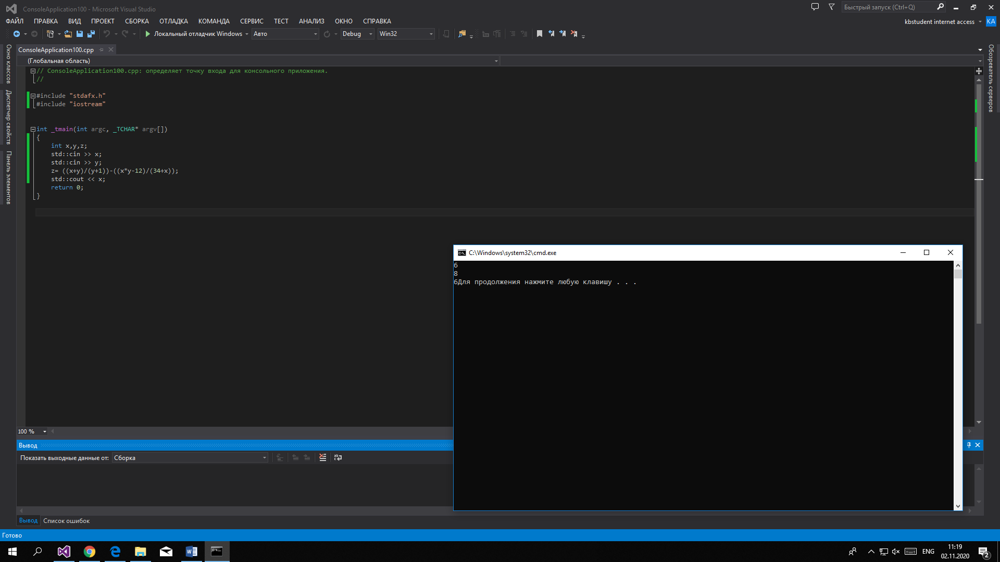 ConsoleApplication100 - Microsoft Visual Studio
Быстрый запуск (Ctrl+Q)
ФАЙЛ ПРАВКА ВИД ПРОЕКТ СБОРКА ОТЛАДКА КОМАНДА СЕРВИС ТЕСТ АНАЛИЗ ОКНО СПРАВКА
kbstudent internet access KA
Локальный отладчик Windows Авто Debug Win32
ConsoleApplication100.cpp
(Глобальная область)
Окно классов
Диспетчер свойств
Панель элементов
Обозреватель серверов
// ConsoleApplication100.cpp: определяет точку входа для консольного приложения.
//
#include "stdafx.h"
#include "iostream"
int _tmain(int argc, _TCHAR* argv[])
{
int x,y,z;
std::cin >> x;
std::cin >> y;
z= ((x+y)/(y+1))-((x*y-12)/(34+x));
std::cout << x;
return 0;
}
C:\Windows\system32\cmd.exe
6
8
6Для продолжения нажмите любую клавишу . . .
100 %
Вывод
Показать выходные данные от: Сборка
Вывод Список ошибок
Готово
ENG
11:19
02.11.2020
2